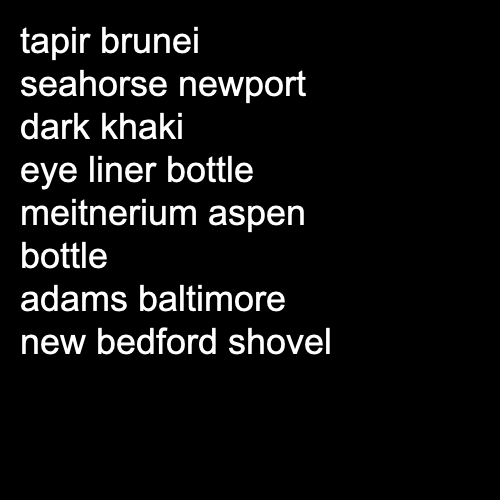 tapir brunei
seahorse newport
dark khaki
eye liner bottle
meitnerium aspen
bottle
adams baltimore
new bedford shovel